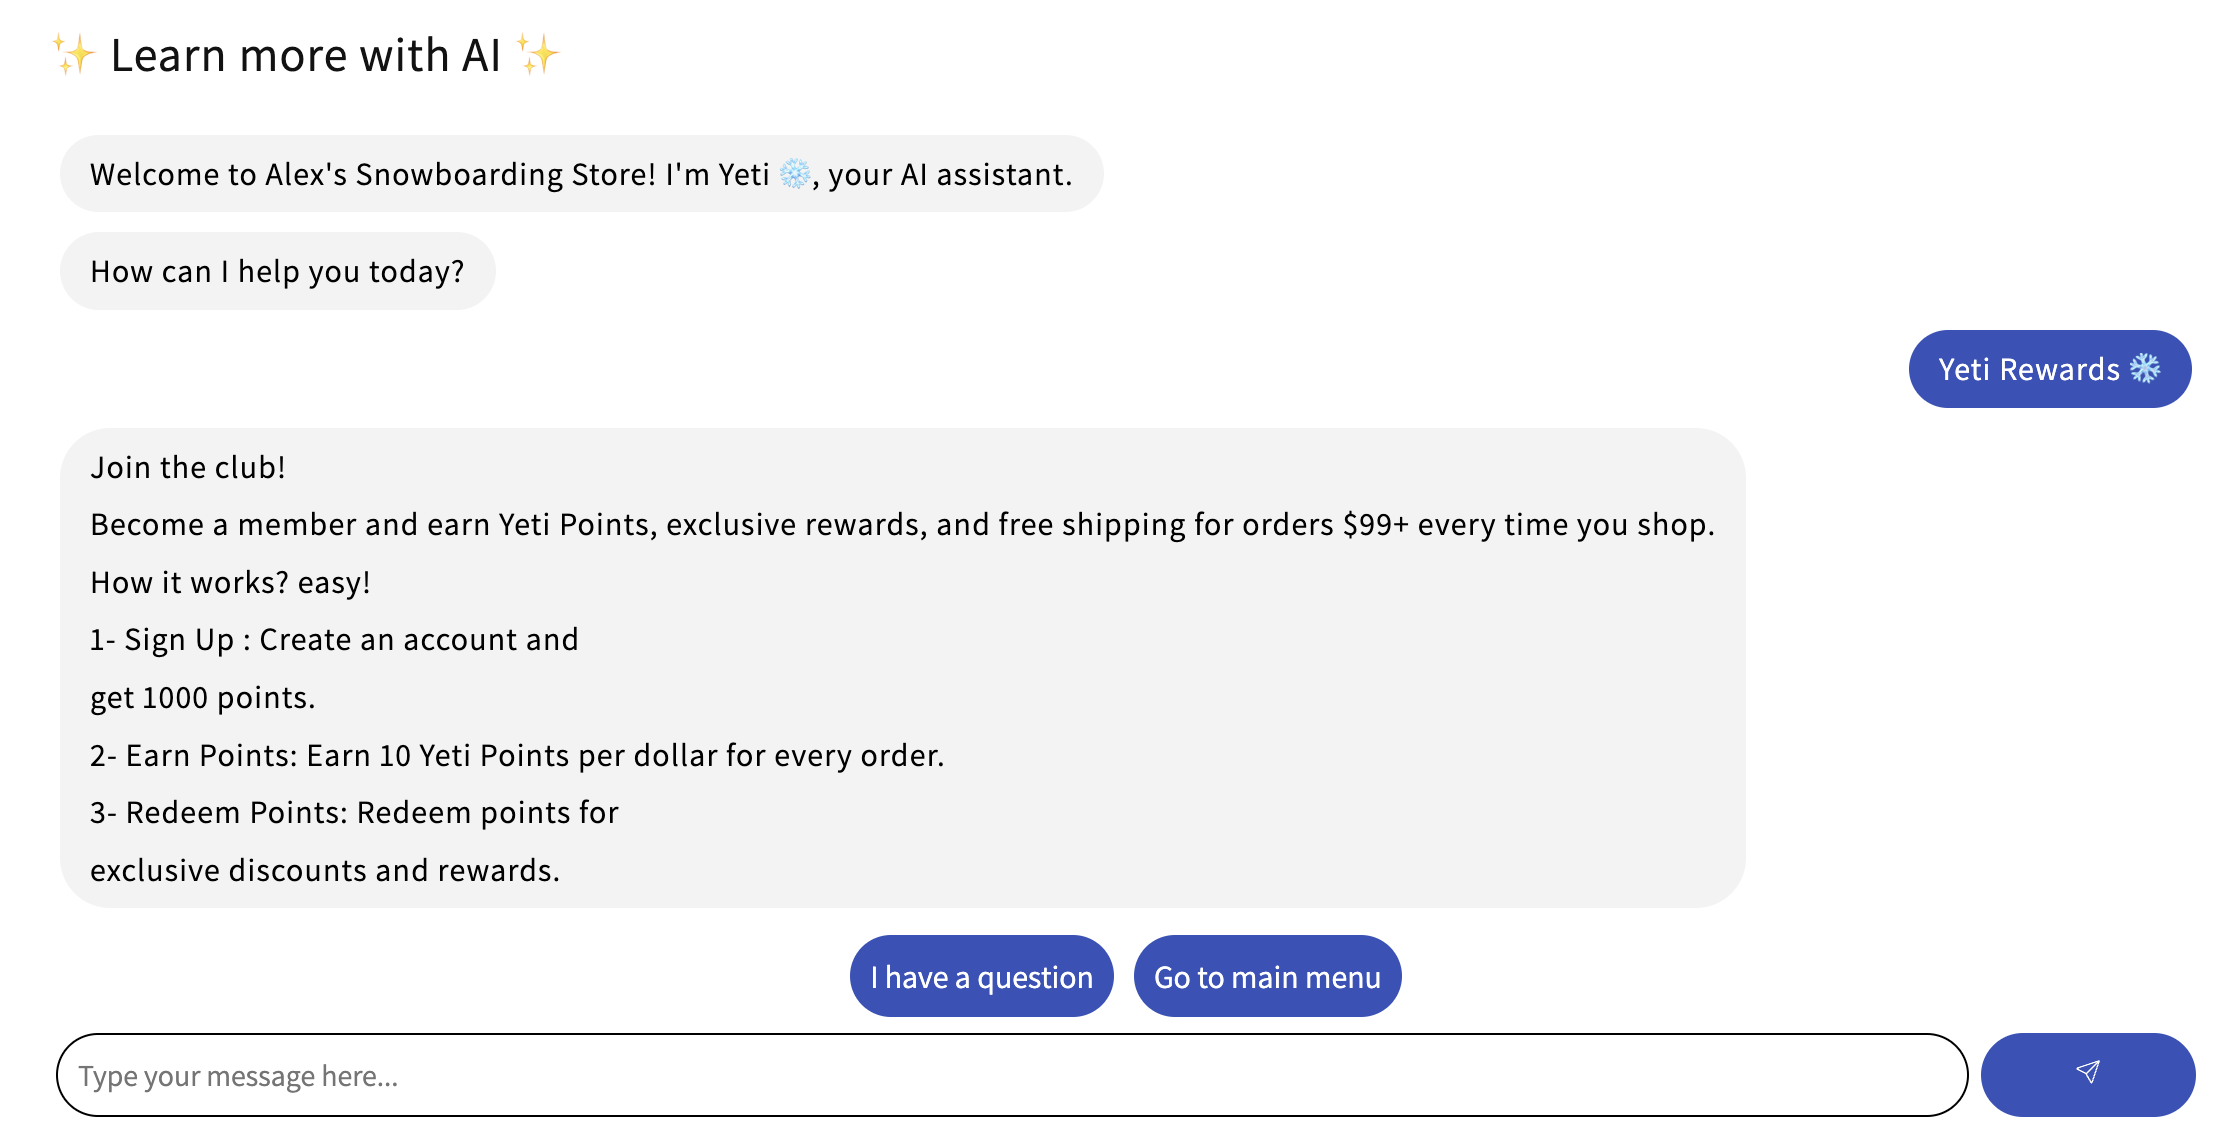 ✨ Learn more with AI ✨
Welcome to Alex's Snowboarding Store! I'm Yeti ❄️, your AI assistant.
How can I help you today?
Yeti Rewards ❄️
Join the club!
Become a member and earn Yeti Points, exclusive rewards, and free shipping for orders $99+ every time you shop.
How it works? easy!
1- Sign Up : Create an account and
get 1000 points.
2- Earn Points: Earn 10 Yeti Points per dollar for every order.
3- Redeem Points: Redeem points for
exclusive discounts and rewards.
I have a question
Go to main menu
Type your message here...